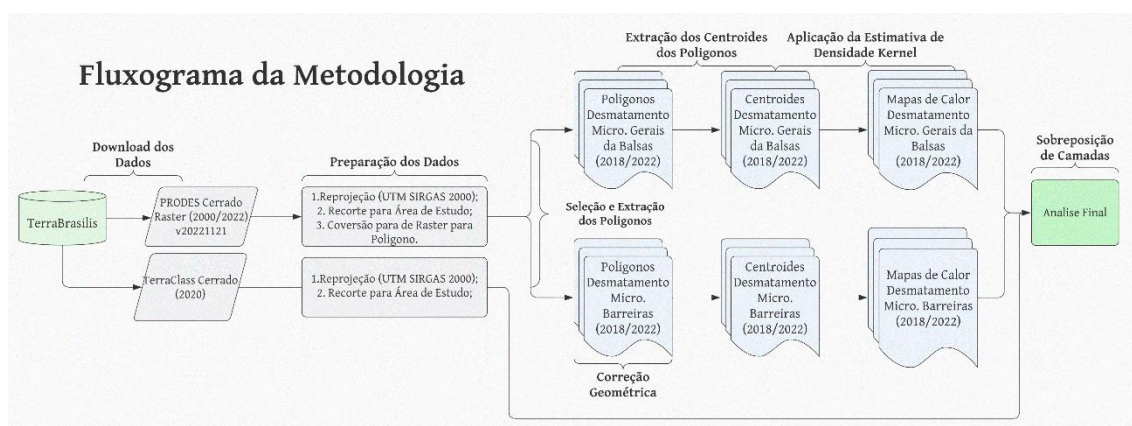 Fluxograma da Metodologia
Download dos
Dados
TerraBrasilis
PRODES Cerrado
Raster (2000/2022)
v20221121
TerraClass Cerrado
(2020)
Preparação dos Dados
1.Reprojeção (UTM SIRGAS 2000);
2. Recorte para Área de Estudo;
3. Coversão para de Raster para
Poligono.
1.Reprojeção (UTM SIRGAS 2000);
2. Recorte para Área de Estudo;
Seleção e Extração
dos Poligonos
Extração dos Centroides
dos Poligonos
Aplicação da Estimativa de
Densidade Kernel
Poligonos
Desmatamento
Micro. Gerais
da Balsas
(2018/2022)
Centroides
Desmatamento
Micro. Gerais
da Balsas
(2018/2022)
Mapas de Calor
Desmatamento
Micro. Gerais da
Balsas
(2018/2022)
Poligonos
Desmatamento
Micro.
Barreiras
(2018/2022)
Centroides
Desmatamento
Micro.
Barreiras
(2018/2022)
Mapas de Calor
Desmatamento
Micro. Barreiras
(2018/2022)
Correção
Geométrica
Sobreposição
de Camadas
Analise Final